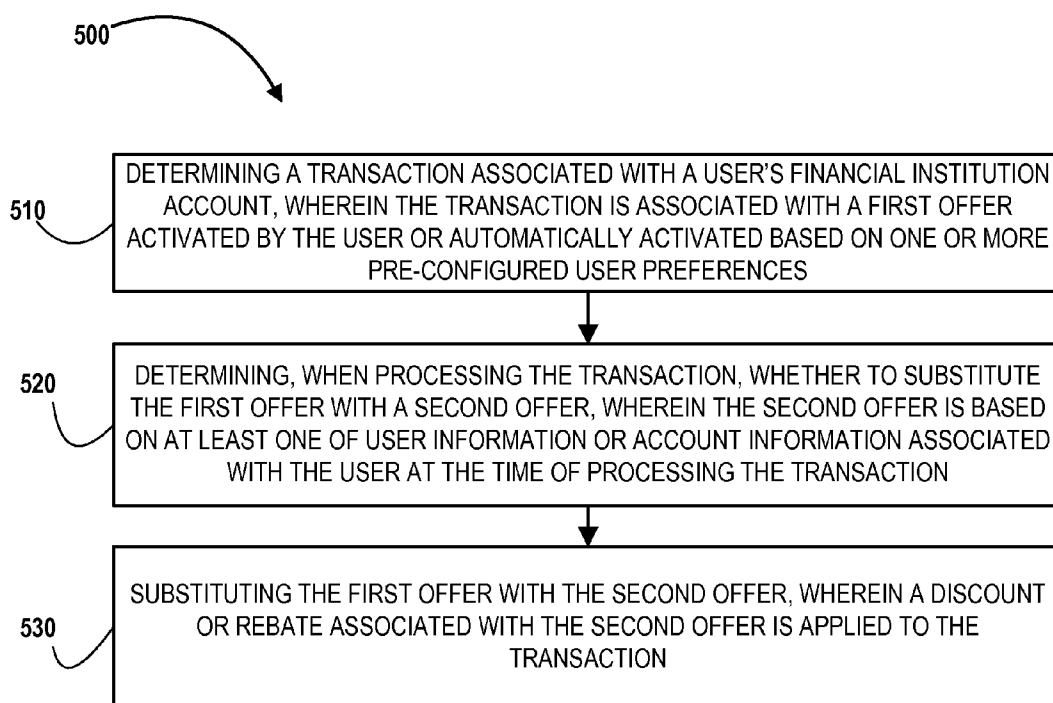 500
510
DETERMINING A TRANSACTION ASSOCIATED WITH A USER'S FINANCIAL INSTITUTION
ACCOUNT, WHEREIN THE TRANSACTION IS ASSOCIATED WITH A FIRST OFFER
ACTIVATED BY THE USER OR AUTOMATICALLY ACTIVATED BASED ON ONE OR MORE
PRE-CONFIGURED USER PREFERENCES
520
DETERMINING, WHEN PROCESSING THE TRANSACTION, WHETHER TO SUBSTITUTE
THE FIRST OFFER WITH A SECOND OFFER, WHEREIN THE SECOND OFFER IS BASED
ON AT LEAST ONE OF USER INFORMATION OR ACCOUNT INFORMATION ASSOCIATED
WITH THE USER AT THE TIME OF PROCESSING THE TRANSACTION
530
SUBSTITUTING THE FIRST OFFER WITH THE SECOND OFFER, WHEREIN A DISCOUNT
OR REBATE ASSOCIATED WITH THE SECOND OFFER IS APPLIED TO THE
TRANSACTION